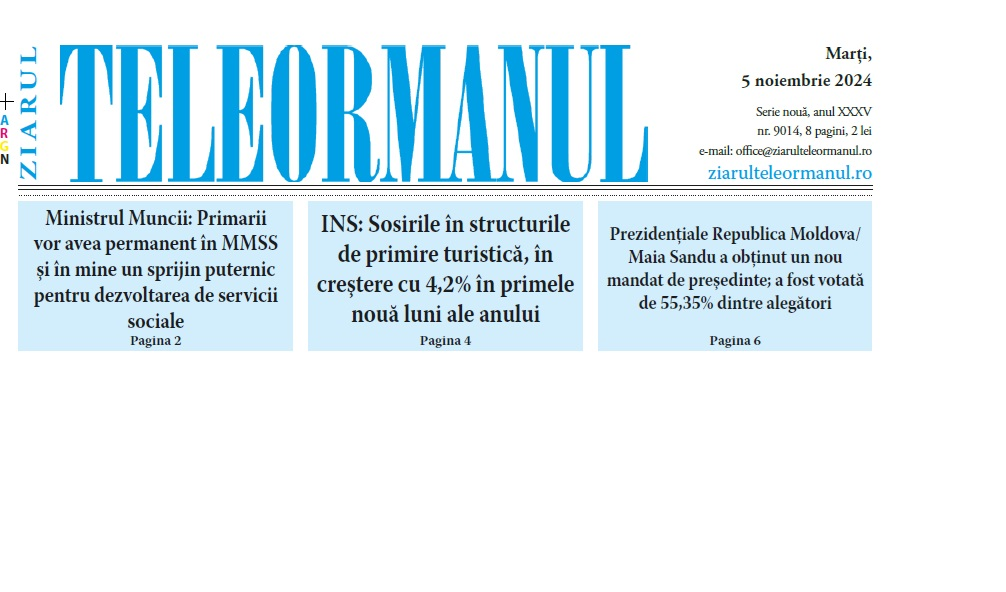 ZIARUL
TELEORMANUL
Marți,
5 noiembrie 2024
Serie nouă, anul XXXV
nr. 9014, 8 pagini, 2 lei
e-mail: office@ziarulteleormanul.ro
ziarulteleormanul.ro
A
R
G
N
Ministrul Muncii: Primarii
vor avea permanent în MMSS
și în mine un sprijin puternic
pentru dezvoltarea de servicii
sociale
Pagina 2
INS: Sosirile în structurile
de primire turistică, în
creștere cu 4,2% în primele
nouă luni ale anului
Pagina 4
Prezidențiale Republica Moldova/
Maia Sandu a obținut un nou
mandat de președinte; a fost votată
de 55,35% dintre alegători
Pagina 6